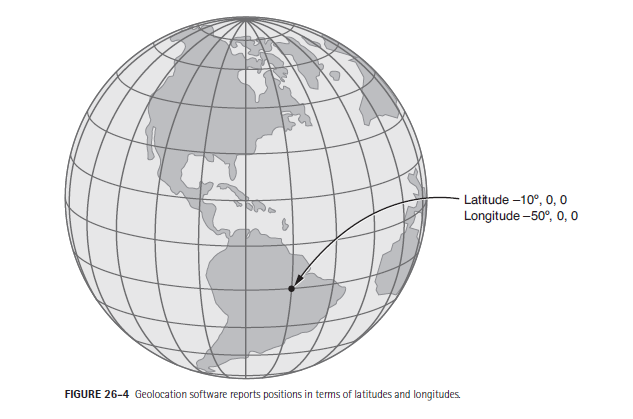 Latitude –10°, 0, 0
Longitude –50°, 0, 0
FIGURE 26–4 Geolocation software reports positions in terms of latitudes and longitudes.